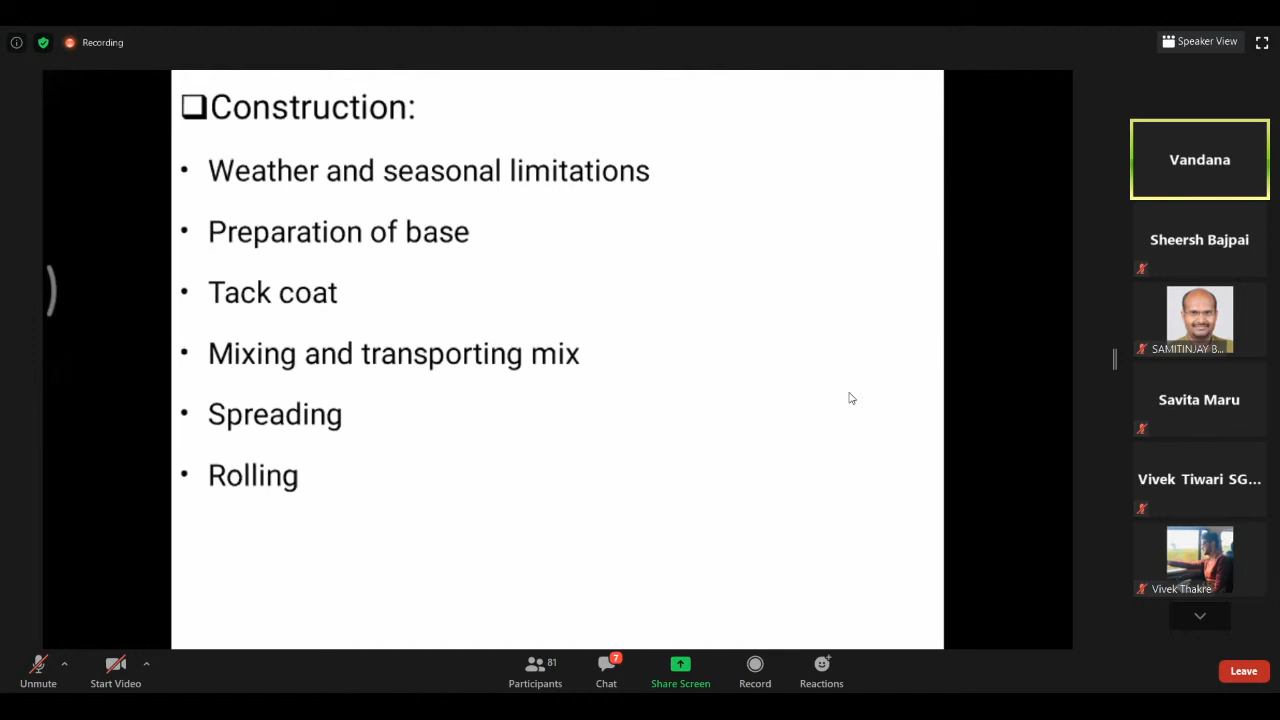 Recording
Speaker View
❑Construction:
• Weather and seasonal limitations
• Preparation of base
• Tack coat
• Mixing and transporting mix
• Spreading
• Rolling
Vandana
Sheersh Bajpai
SAMITINJAY B...
Savita Maru
Vivek Tiwari SG...
Vivek Thakre
Unmute
Start Video
81
Participants
7
Chat
Share Screen
Record
Reactions
Leave